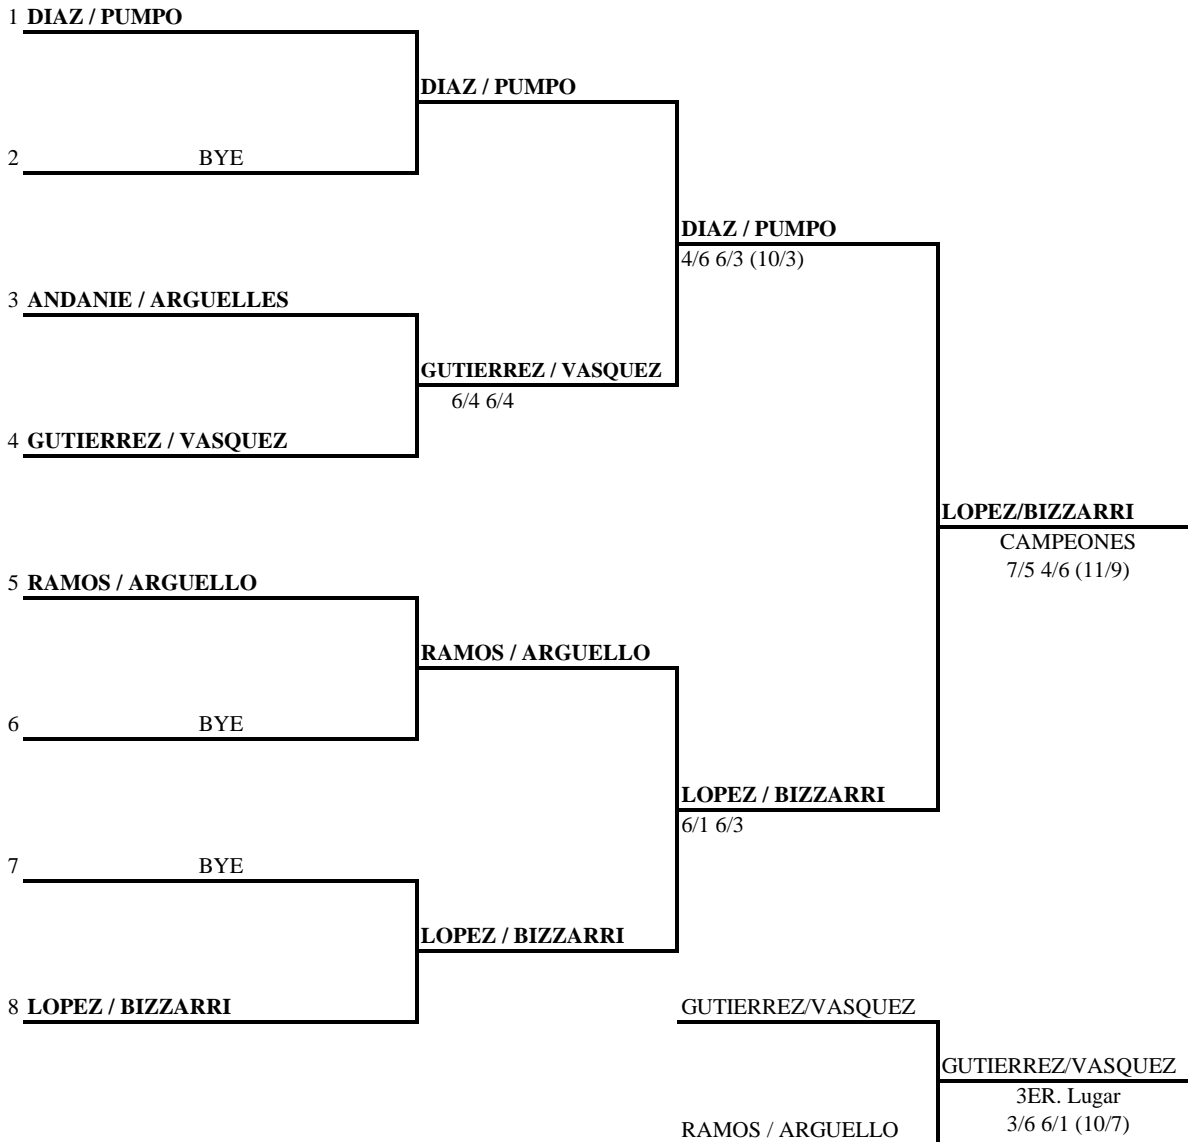 1 DIAZ / PUMPO
DIAZ / PUMPO
2 BYE
DIAZ / PUMPO
4/6 6/3 (10/3)
3 ANDANIE / ARGUELLES
GUTIERREZ / VASQUEZ
6/4 6/4
4 GUTIERREZ / VASQUEZ
LOPEZ/BIZZARRI
CAMPEONES
7/5 4/6 (11/9)
5 RAMOS / ARGUELLO
RAMOS / ARGUELLO
6 BYE
LOPEZ / BIZZARRI
6/1 6/3
7 BYE
LOPEZ / BIZZARRI
8 LOPEZ / BIZZARRI
GUTIERREZ/VASQUEZ
GUTIERREZ/VASQUEZ
3ER. Lugar
3/6 6/1 (10/7)
RAMOS / ARGUELLO